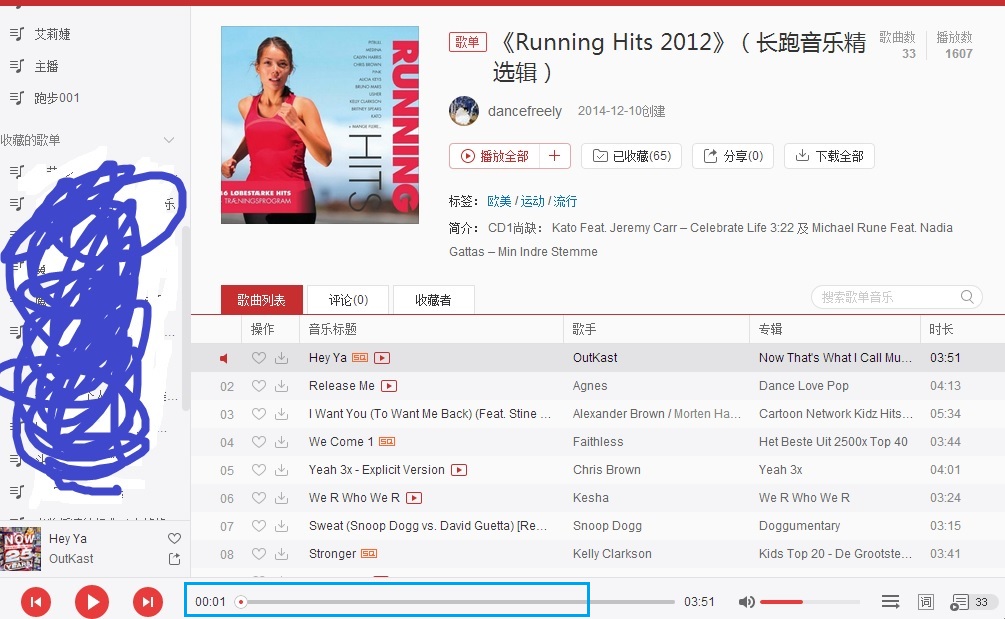 艾莉婕
主播
跑步001
收藏的歌单
乐
Hey Ya
OutKast
RUNNING
HITS
PITBULL
MEDINA
CALVIN HARRIS
CHRIS BROWN
PINK
ALICIA KEYS
BRUNO MARS
USHER
KELLY CLARKSON
BRITNEY SPEARS
KATO
LØBESTÆRKE HITS
TRÆNINGSPROGRAM
歌单 《Running Hits 2012》（长跑音乐精
选辑）
歌曲数
33
播放数
1607
dancefreely 2014-12-10创建
播放全部 + 已收藏(65) 分享(0) 下载全部
标签： 欧美 / 运动 / 流行
简介： CD1尚缺： Kato Feat. Jeremy Carr – Celebrate Life 3:22 及 Michael Rune Feat. Nadia
Gattas – Min Indre Stemme
歌曲列表 评论(0) 收藏者 搜索歌单音乐
操作 音乐标题 歌手 专辑 时长
Hey Ya SQ OutKast Now That's What I Call Mu... 03:51
02 Release Me Agnes Dance Love Pop 04:13
03 I Want You (To Want Me Back) (Feat. Stine ... Alexander Brown / Morten Ha... Cartoon Network Kidz Hits... 05:34
04 We Come 1 SQ Faithless Het Beste Uit 2500x Top 40 03:44
05 Yeah 3x - Explicit Version Chris Brown Yeah 3x 04:01
06 We R Who We R Kesha We R Who We R 03:24
07 Sweat (Snoop Dogg vs. David Guetta) [Re... Snoop Dogg Doggumentary 03:15
08 Stronger SQ Kelly Clarkson Kids Top 20 - De Grootste... 03:41
NOW
25
YEARS
00:01 03:51 词 33